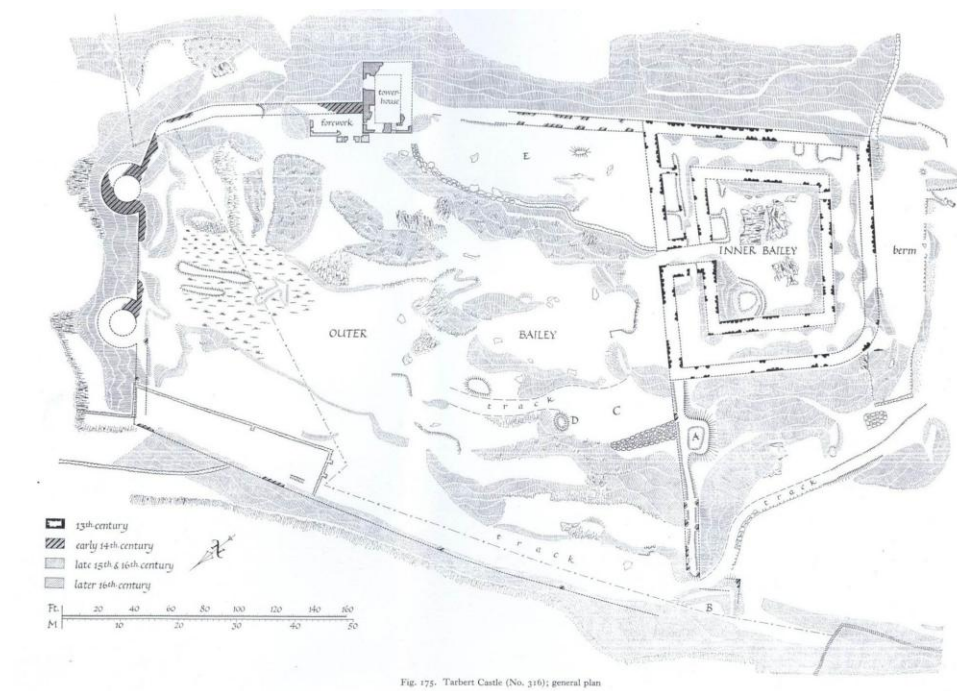 tower-
house
forework
E
INNER BAILEY
berm
OUTER
BAILEY
track
C
D
A
track
track
B
13th-century
early 14th-century
late 15th & 16th century
later 16th-century
Ft. 20 40 60 80 100 120 140 160
M. 10 20 30 40 50
Fig. 175. Tarbert Castle (No. 316); general plan